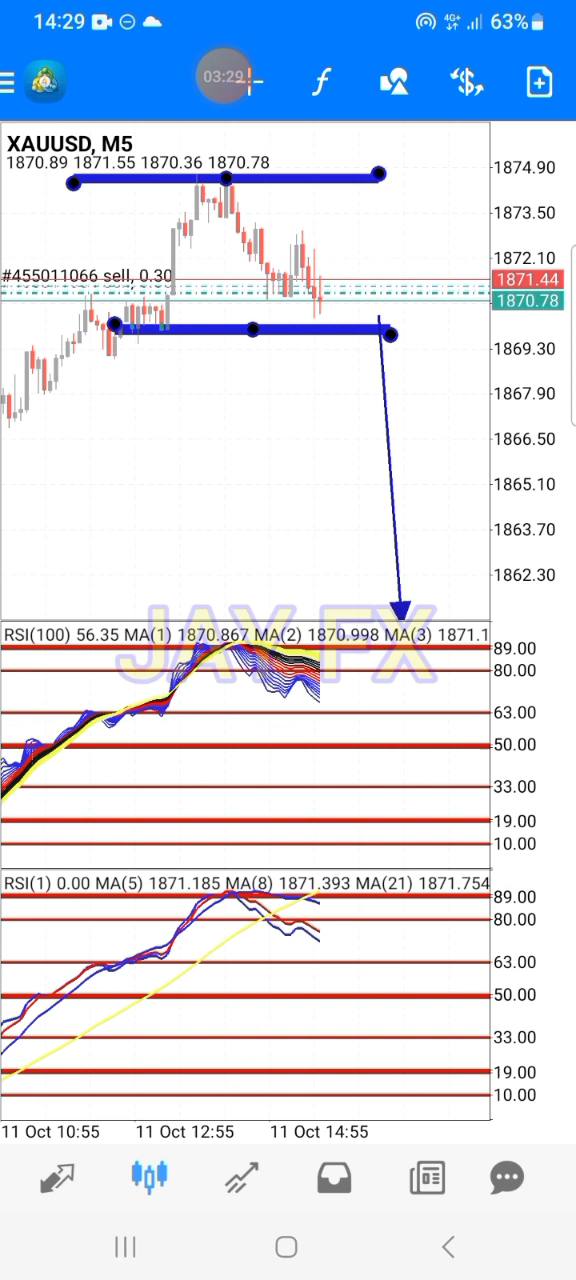 14:29 4G+ 63%
03:29 f $
XAUUSD, M5
1870.89 1871.55 1870.36 1870.78
1874.90
1873.50
1872.10
#455011066 sell, 0.30
1871.44
1870.78
1869.30
1867.90
1866.50
1865.10
1863.70
1862.30
JAY FX
RSI(100) 56.35 MA(1) 1870.867 MA(2) 1870.998 MA(3) 1871.1
89.00
80.00
63.00
50.00
33.00
19.00
10.00
RSI(1) 0.00 MA(5) 1871.185 MA(8) 1871.393 MA(21) 1871.754
89.00
80.00
63.00
50.00
33.00
19.00
10.00
11 Oct 10:55 11 Oct 12:55 11 Oct 14:55